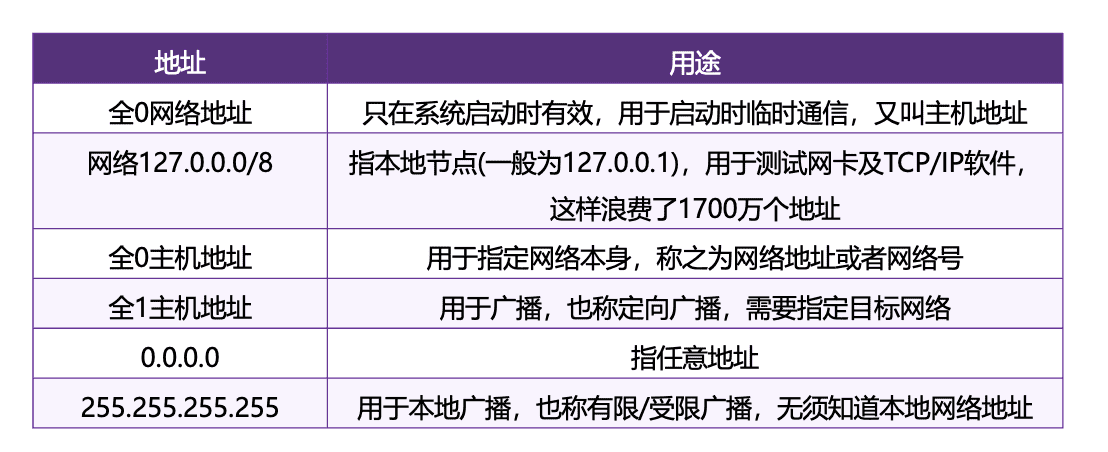 地址 用途
全0网络地址 只在系统启动时有效，用于启动时临时通信，又叫主机地址
网络127.0.0.0/8 指本地节点(一般为127.0.0.1)，用于测试网卡及TCP/IP软件，
这样浪费了1700万个地址
全0主机地址 用于指定网络本身，称之为网络地址或者网络号
全1主机地址 用于广播，也称定向广播，需要指定目标网络
0.0.0.0 指任意地址
255.255.255.255 用于本地广播，也称有限/受限广播，无须知道本地网络地址